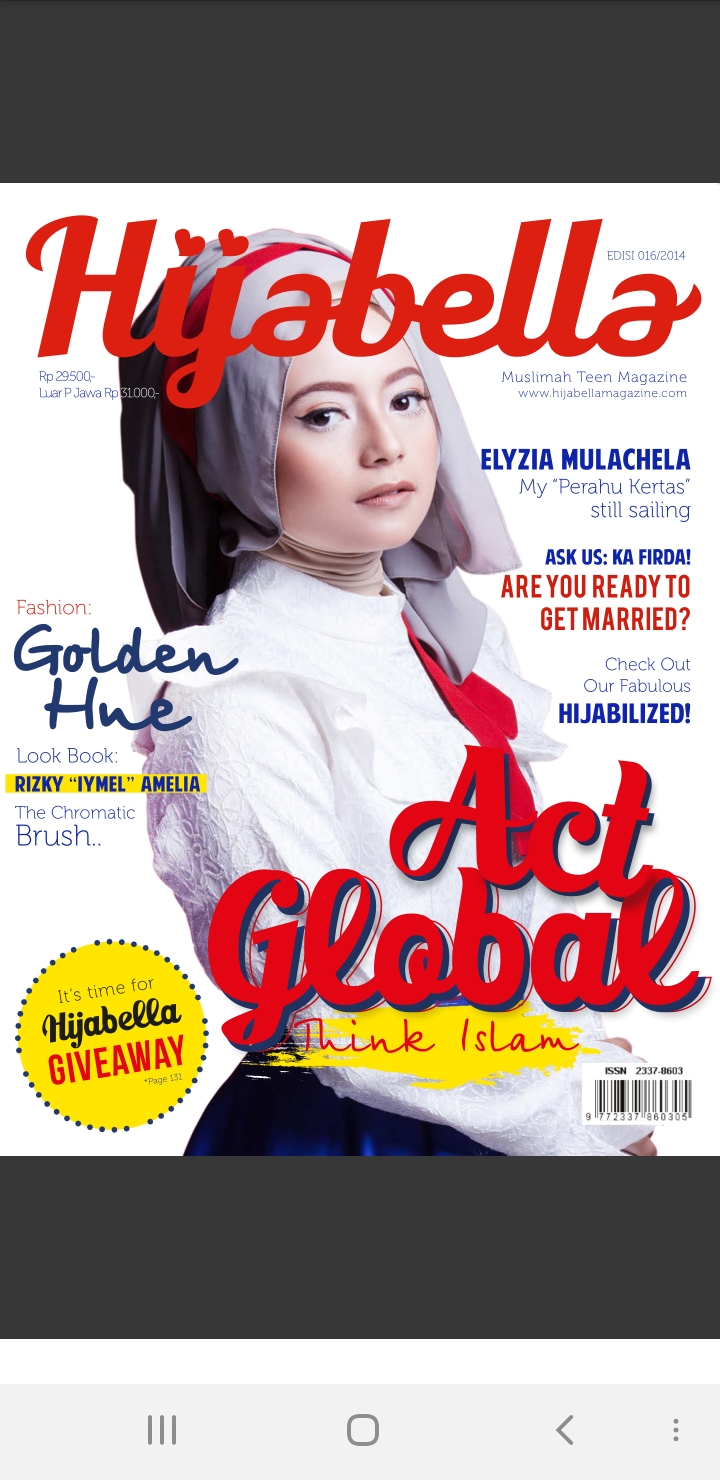 Hijabella
EDISI 016/2014
Rp 29.500,-
Luar P Jawa Rp 31.000,-
Muslimah Teen Magazine
www.hijabellamagazine.com
ELYZIA MULACHELA
My "Perahu Kertas"
still sailing
ASK US: KA FIRDA!
ARE YOU READY TO
GET MARRIED?
Check Out
Our Fabulous
HIJABILIZED!
Fashion:
Golden
Hue
Look Book:
RIZKY “IYMEL” AMELIA
The Chromatic
Brush..
Act
Global
Think Islam
It's time for
Hijabella
GIVEAWAY
*Page 131
ISSN 2337-8603
9 772337 860305